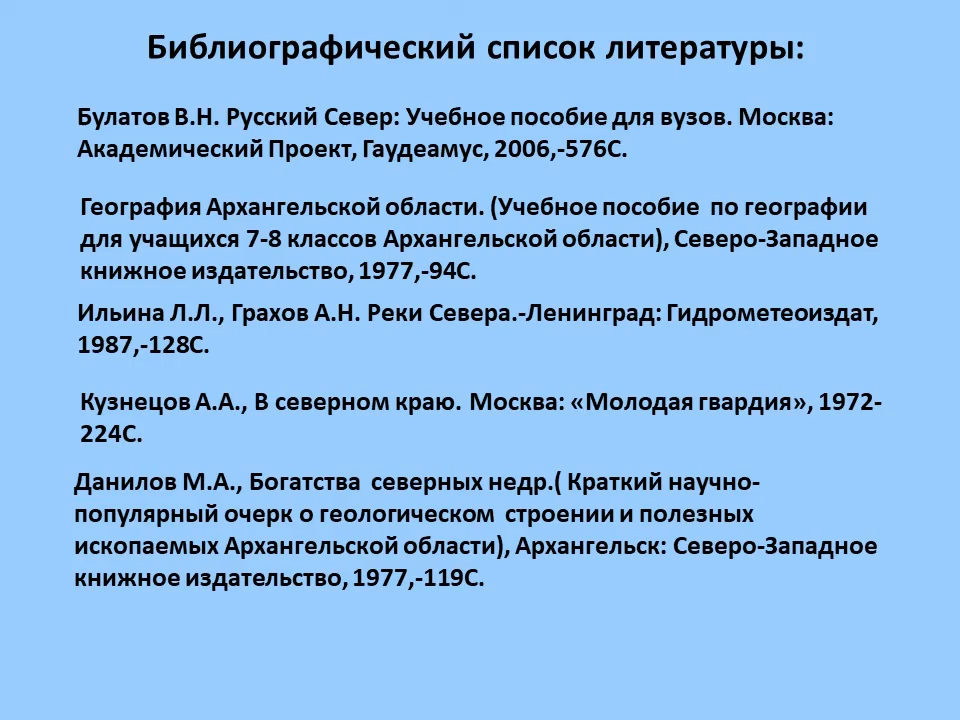 Библиографический список литературы:
Булатов В.Н. Русский Север: Учебное пособие для вузов. Москва:
Академический Проект, Гаудеамус, 2006,-576С.
География Архангельской области. (Учебное пособие  по географии
для учащихся 7-8 классов Архангельской области), Северо-Западное
книжное издательство, 1977,-94С.
Ильина Л.Л., Грахов А.Н. Реки Севера.-Ленинград: Гидрометеоиздат,
1987,-128С.
Кузнецов А.А., В северном краю. Москва: «Молодая гвардия», 1972-
224С.
Данилов М.А., Богатства  северных недр.( Краткий научно-
популярный очерк о геологическом  строении и полезных
ископаемых Архангельской области), Архангельск: Северо-Западное
книжное издательство, 1977,-119С.